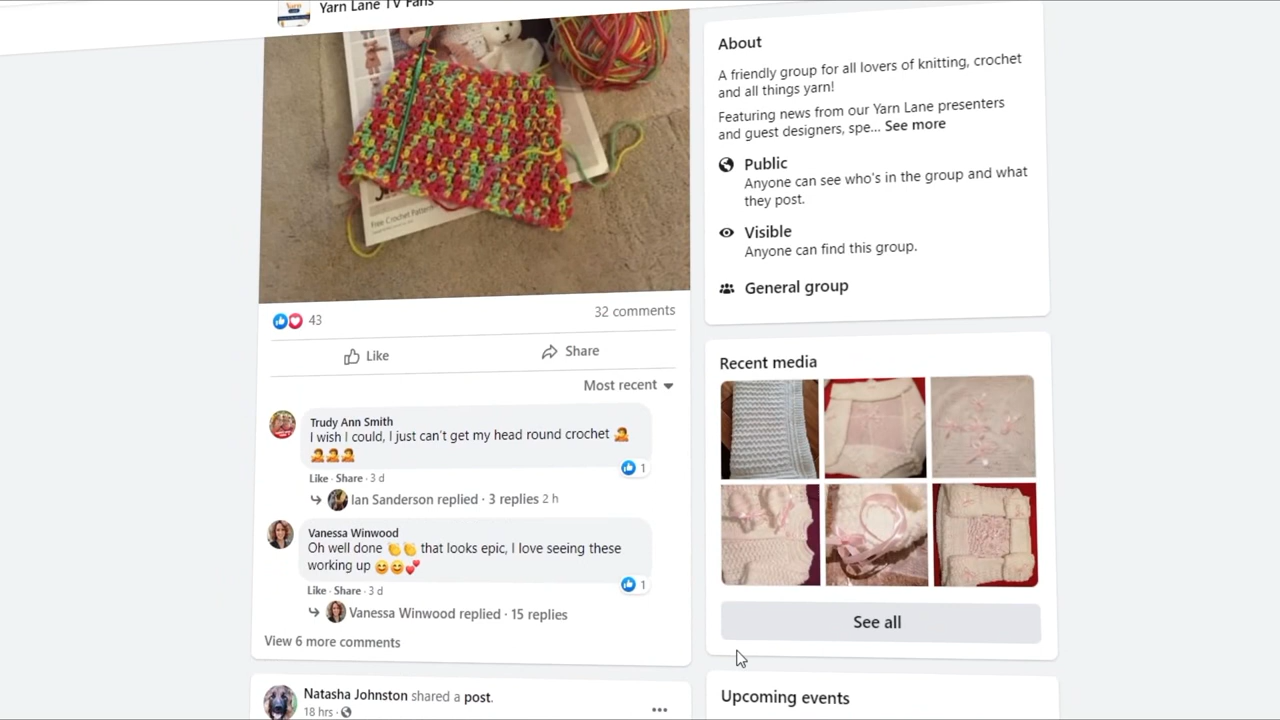 Yarn Lane TV Fans
Free Crochet Pattern
43
32 comments
Like
Share
Most recent
Trudy Ann Smith
I wish I could, I just can't get my head round crochet 🙎
🙎🙎🙎
1
Like · Share · 3 d
Ian Sanderson replied · 3 replies 2 h
Vanessa Winwood
Oh well done 👏👏 that looks epic, I love seeing these
working up 😊😊💕
1
Like · Share · 3 d
Vanessa Winwood replied · 15 replies
View 6 more comments
Natasha Johnston shared a post.
18 hrs ·
About
A friendly group for all lovers of knitting, crochet
and all things yarn!
Featuring news from our Yarn Lane presenters
and guest designers, spe... See more
Public
Anyone can see who's in the group and what
they post.
Visible
Anyone can find this group.
General group
Recent media
See all
Upcoming events